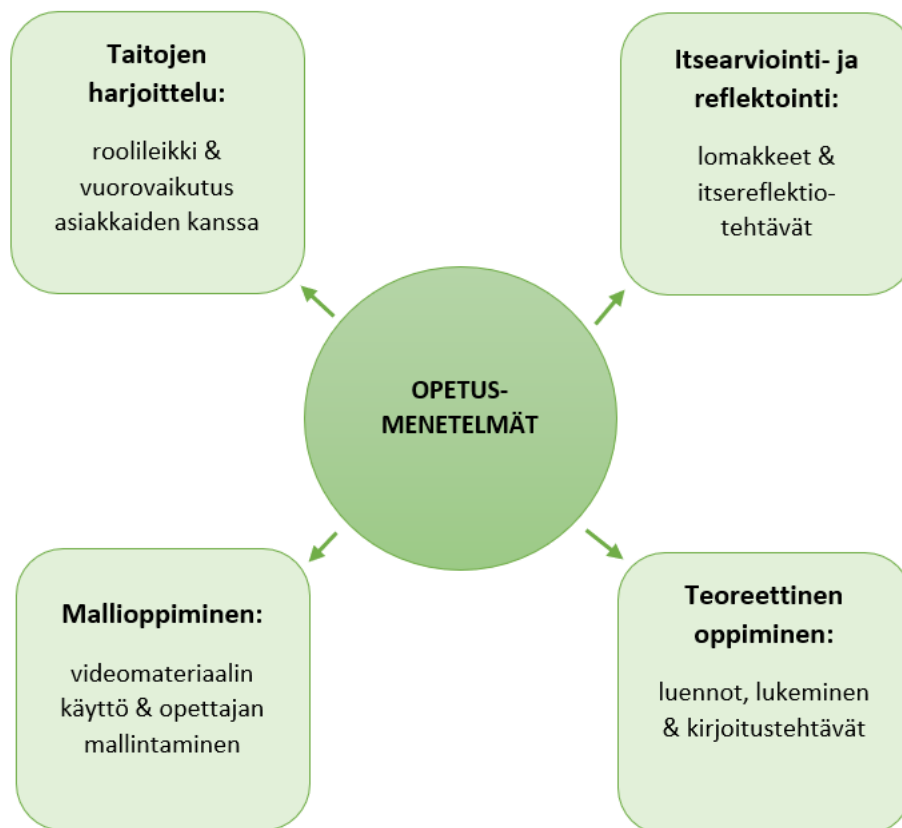 Taitojen
harjoittelu:
roolileikki &
vuorovaikutus
asiakkaiden kanssa
Itsearviointi- ja
reflektointi:
lomakkeet &
itsereflektio-
tehtävät
OPETUS-
MENETELMÄT
Mallioppiminen:
videomateriaalin
käyttö & opettajan
mallintaminen
Teoreettinen
oppiminen:
luennot, lukeminen
& kirjoitustehtävät